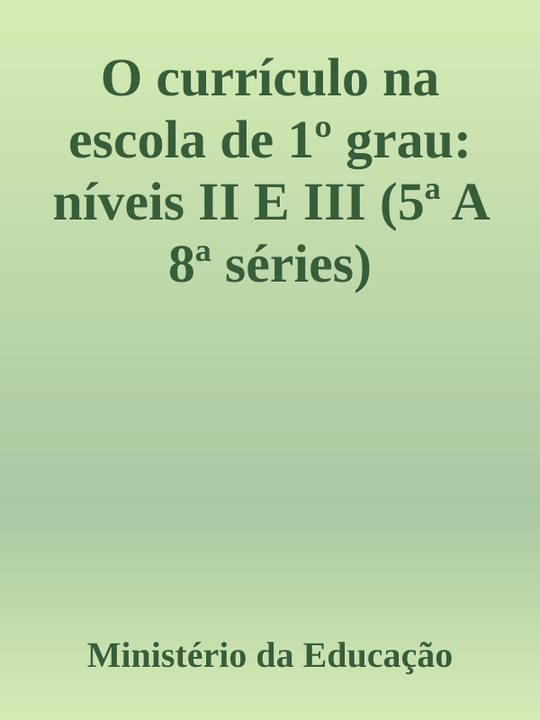 O currículo na
escola de 1º grau:
níveis II E III (5ª A
8ª séries)
Ministério da Educação